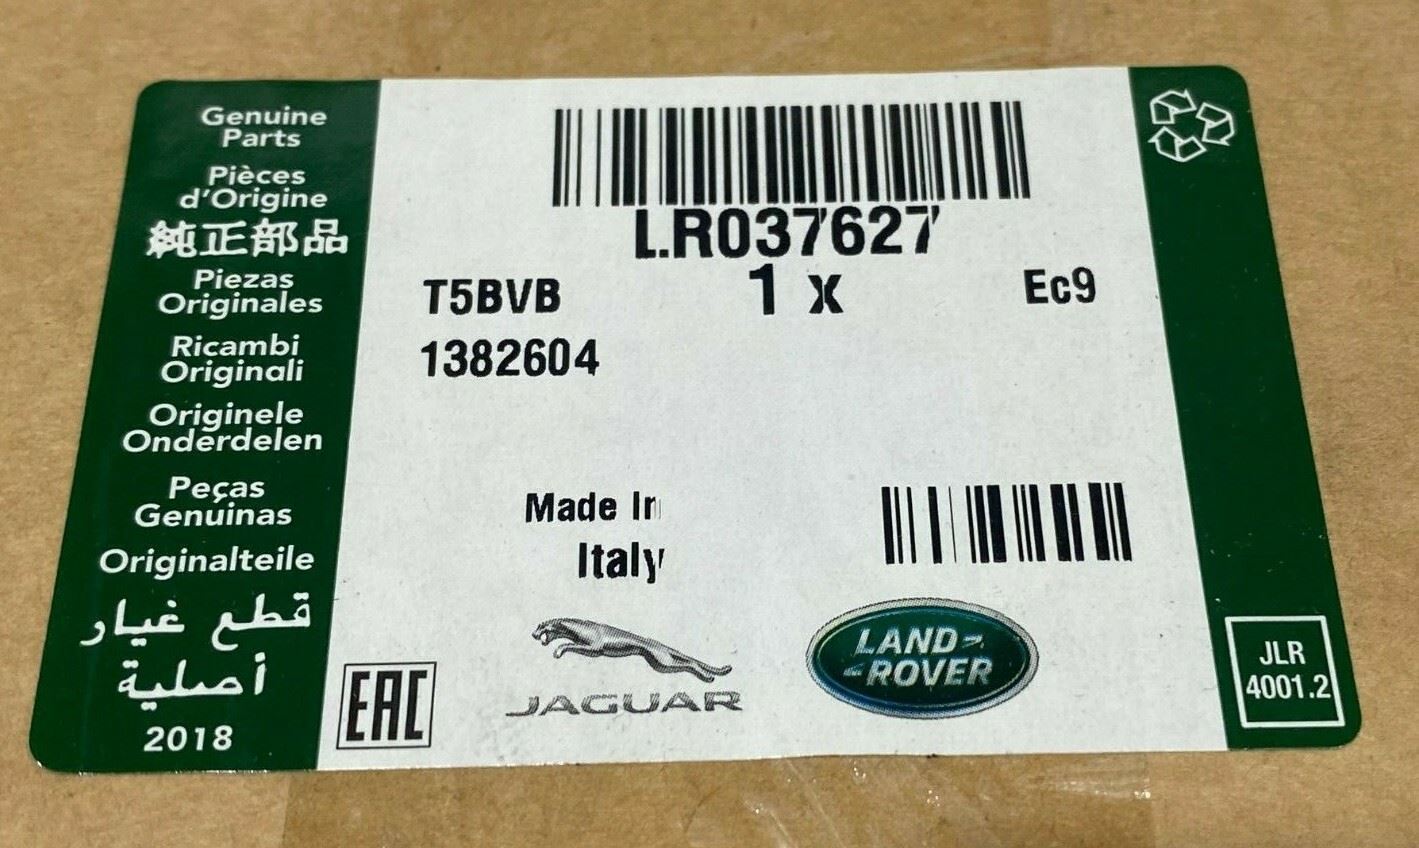 Genuine
Parts
Pièces
d'Origine
純正部品
Piezas
Originales
Ricambi
Originali
Originele
Onderdelen
Peças
Genuinas
Originalteile
قطع غيار
أصلية
2018
LR037627
T5BVB
1 x
Ec9
1382604
Made In
Italy
EAC
JAGUAR
LAND
ROVER
JLR
4001.2